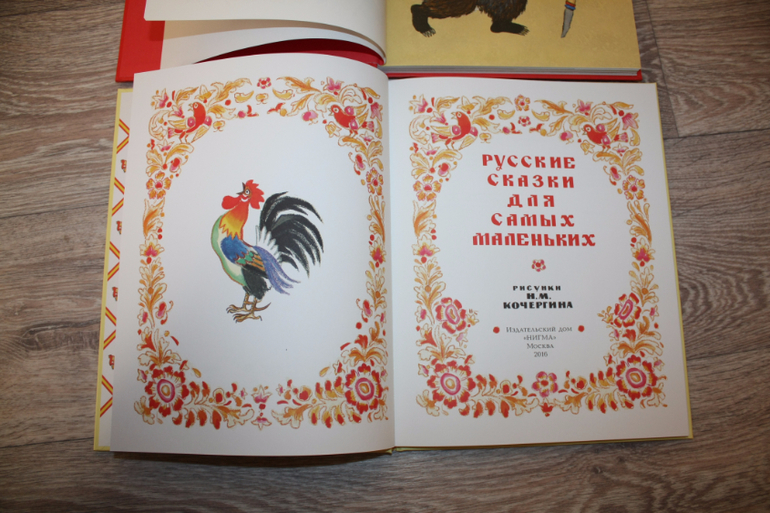 Русские
сказки
для
самых
маленьких
рисунки
Н.М.
Кочергина
Издательский дом
«НИГМА»
Москва
2016